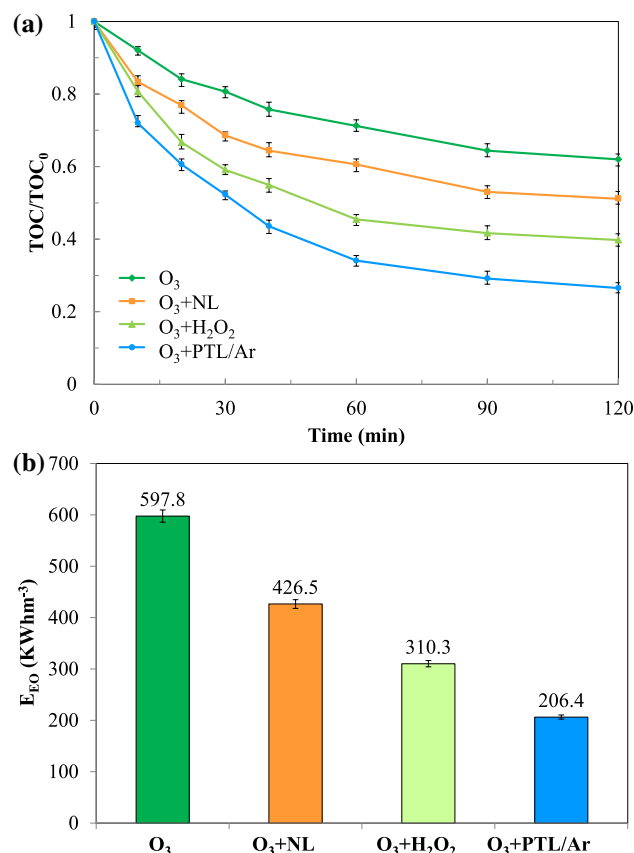 (a)
1
0.8
0.6
0.4
0.2
0
TOC/TOC₀
O₃
O₃+NL
O₃+H₂O₂
O₃+PTL/Ar
0 30 60 90 120
Time (min)
(b)
700
600
500
400
300
200
100
0
E_EO (KWhm⁻³)
597.8
426.5
310.3
206.4
O₃ O₃+NL O₃+H₂O₂ O₃+PTL/Ar